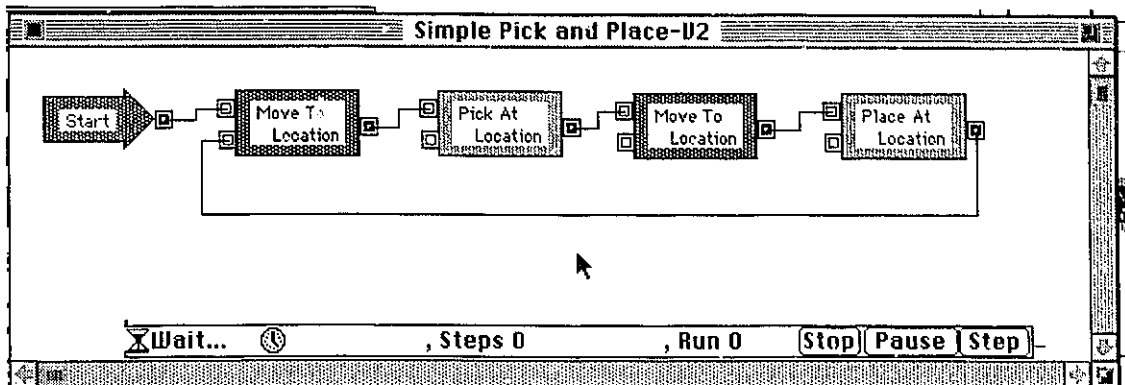 Simple Pick and Place-V2
Start
Move To
Location
Pick At
Location
Move To
Location
Place At
Location
Wait... , Steps 0 , Run 0 Stop Pause Step